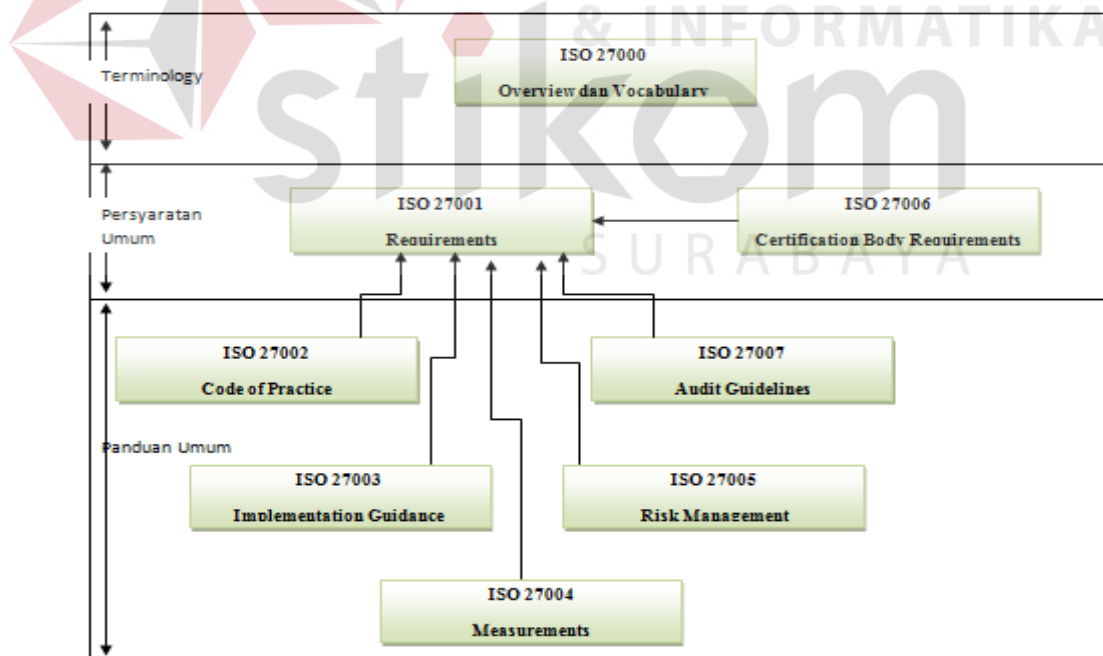 & INFORMATIKA
stikom
SURABAYA
Terminology
ISO 27000
Overview dan Vocabulary
Persyaratan
Umum
ISO 27001
Requirements
ISO 27006
Certification Body Requirements
Panduan Umum
ISO 27002
Code of Practice
ISO 27007
Audit Guidelines
ISO 27003
Implementation Guidance
ISO 27005
Risk Management
ISO 27004
Measurements